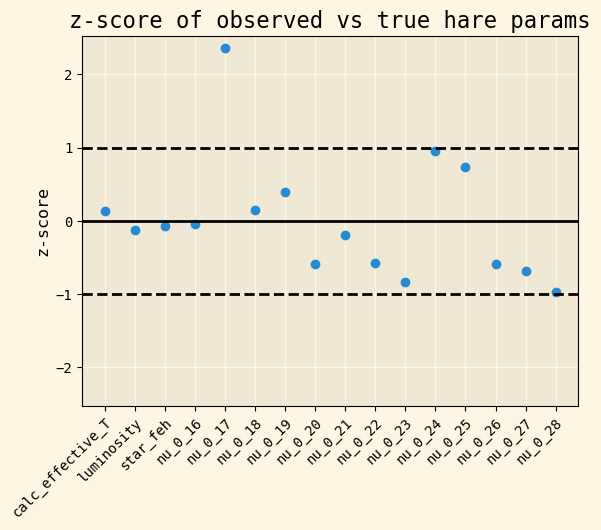 z-score of observed vs true hare params
z-score
2
1
0
−1
−2
calc_effective_T
luminosity
star_feh
nu_0_16
nu_0_17
nu_0_18
nu_0_19
nu_0_20
nu_0_21
nu_0_22
nu_0_23
nu_0_24
nu_0_25
nu_0_26
nu_0_27
nu_0_28